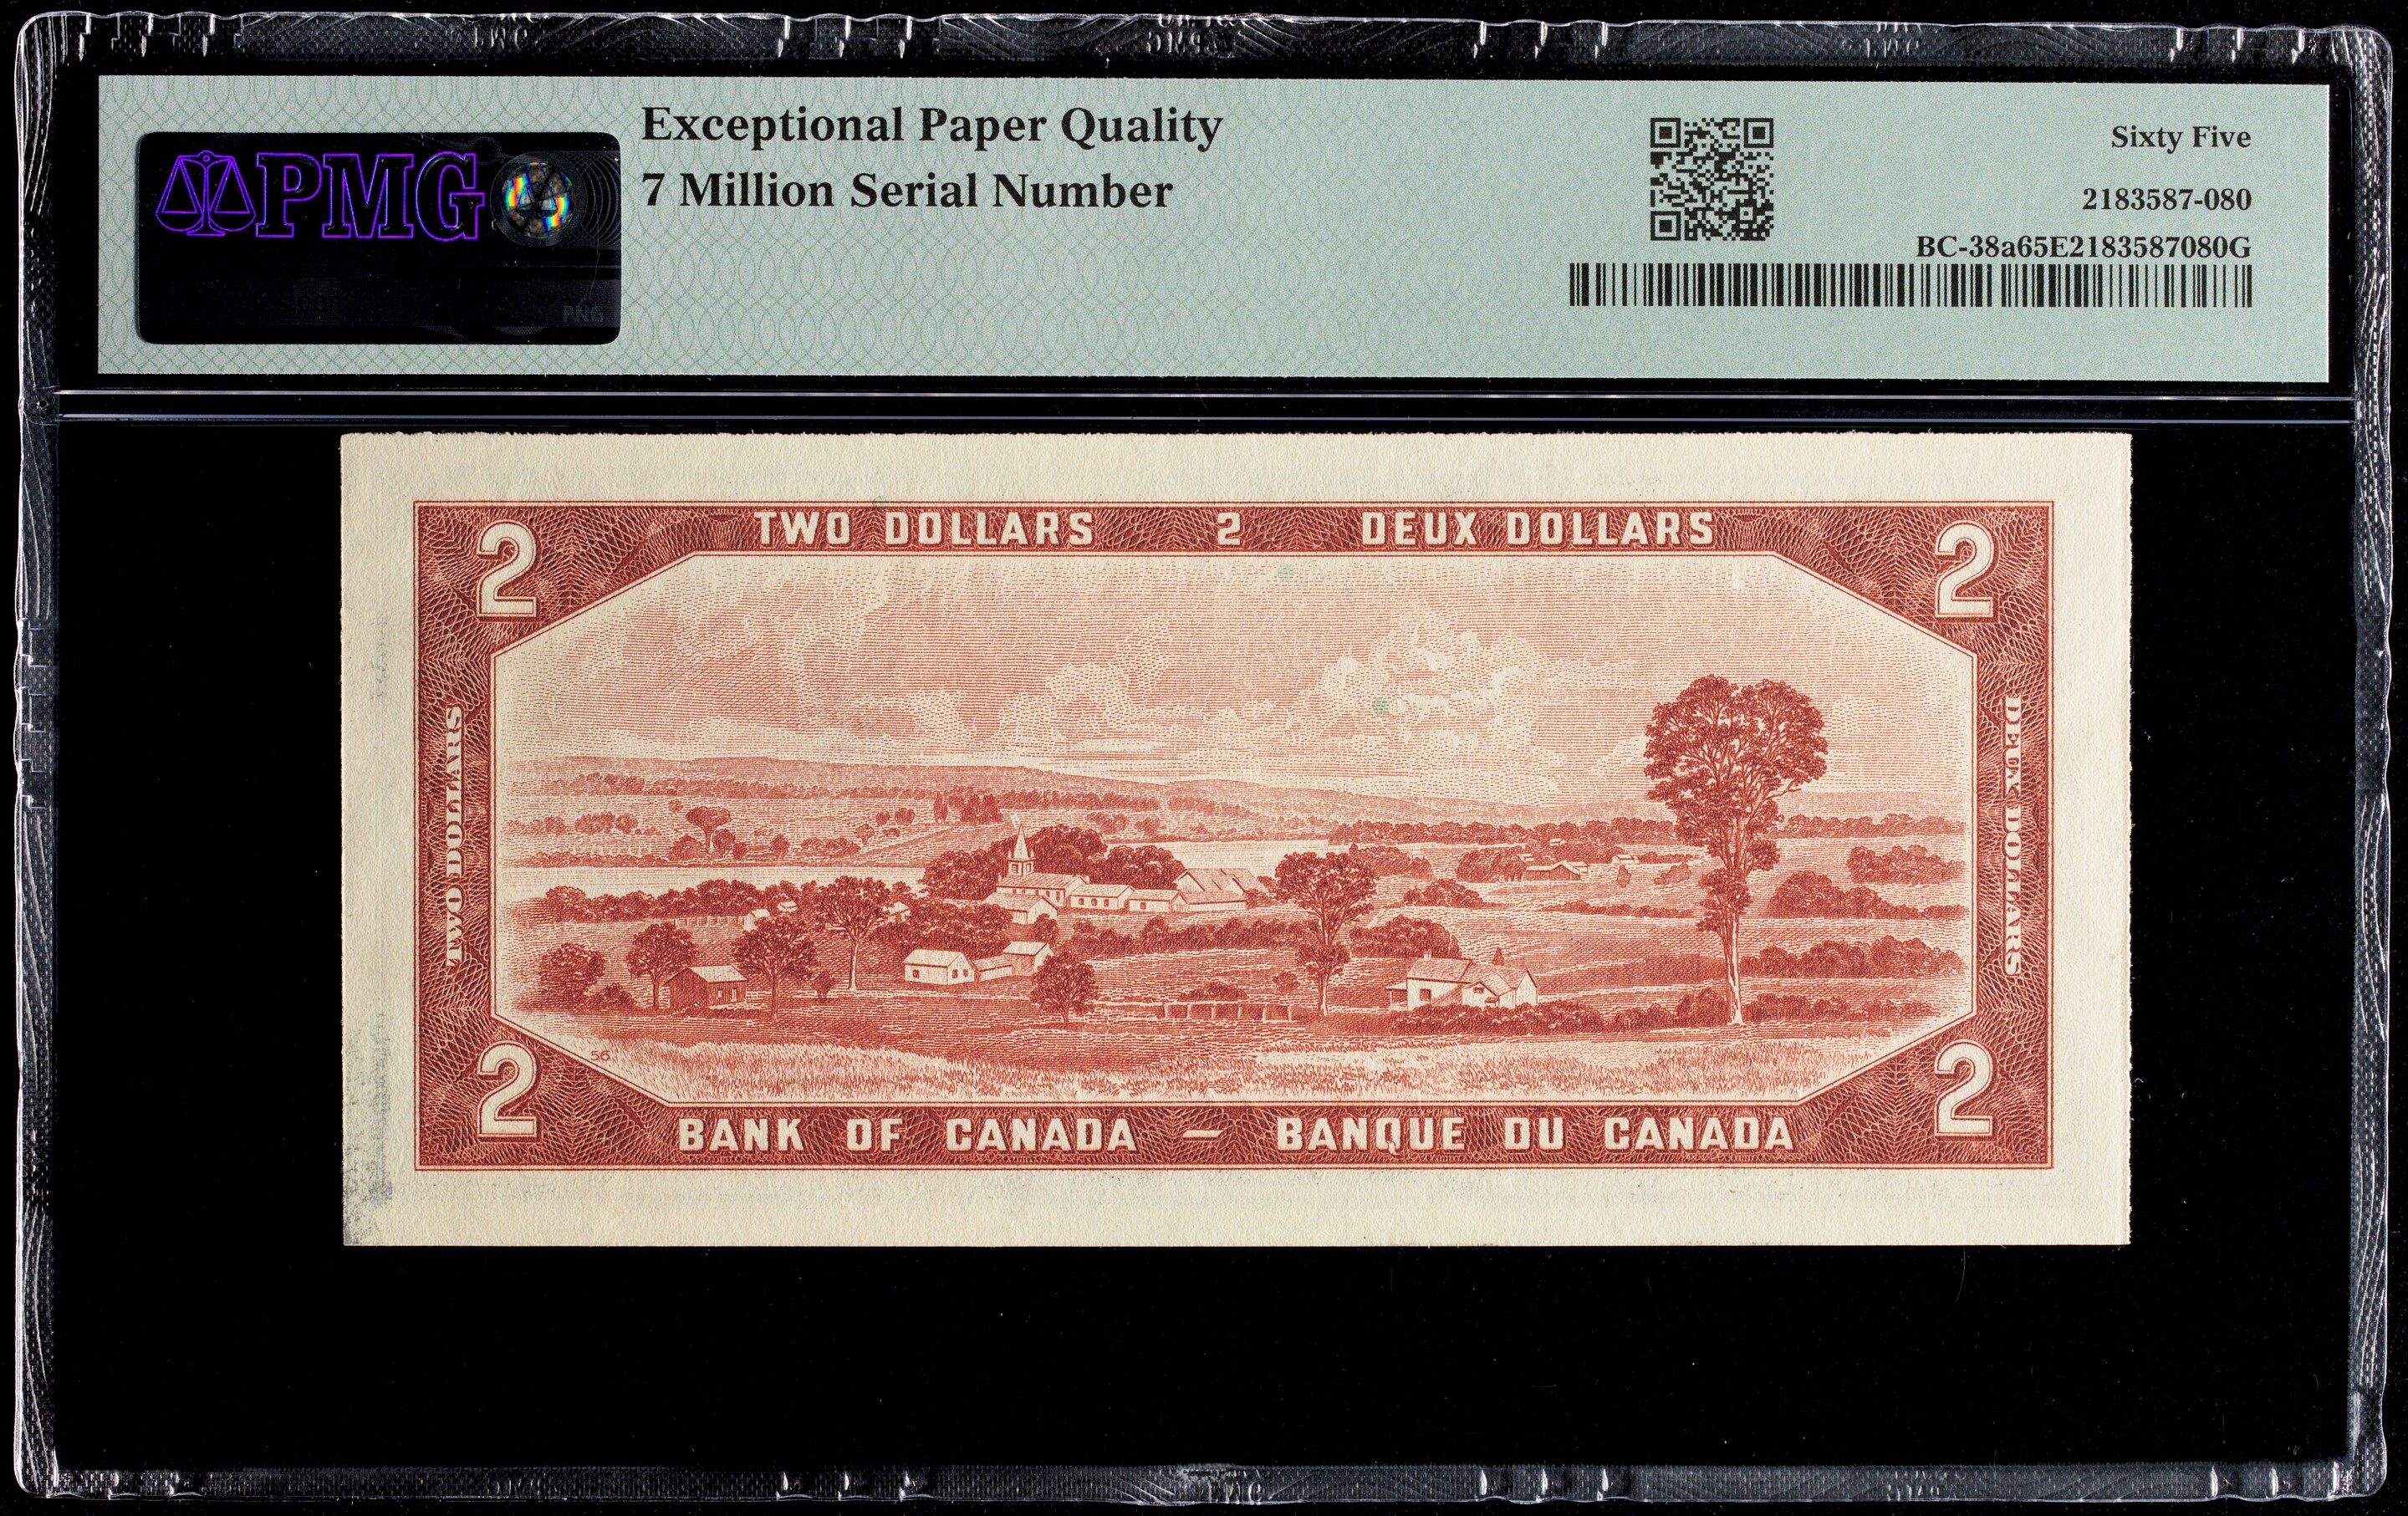 PMG
Exceptional Paper Quality
7 Million Serial Number
Sixty Five
2183587-080
BC-38a65E2183587080G
PNG
TWO DOLLARS 2 DEUX DOLLARS
2 2
TWO DOLLARS
DEUX DOLLARS
56
2 2
BANK OF CANADA – BANQUE DU CANADA